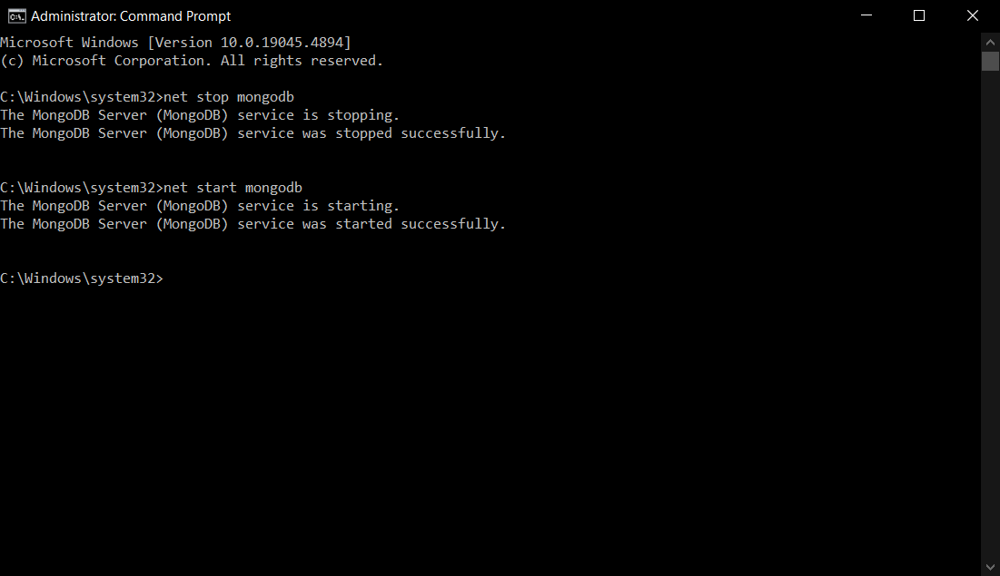 Administrator: Command Prompt
Microsoft Windows [Version 10.0.19045.4894]
(c) Microsoft Corporation. All rights reserved.
C:\Windows\system32>net stop mongodb
The MongoDB Server (MongoDB) service is stopping.
The MongoDB Server (MongoDB) service was stopped successfully.
C:\Windows\system32>net start mongodb
The MongoDB Server (MongoDB) service is starting.
The MongoDB Server (MongoDB) service was started successfully.
C:\Windows\system32>